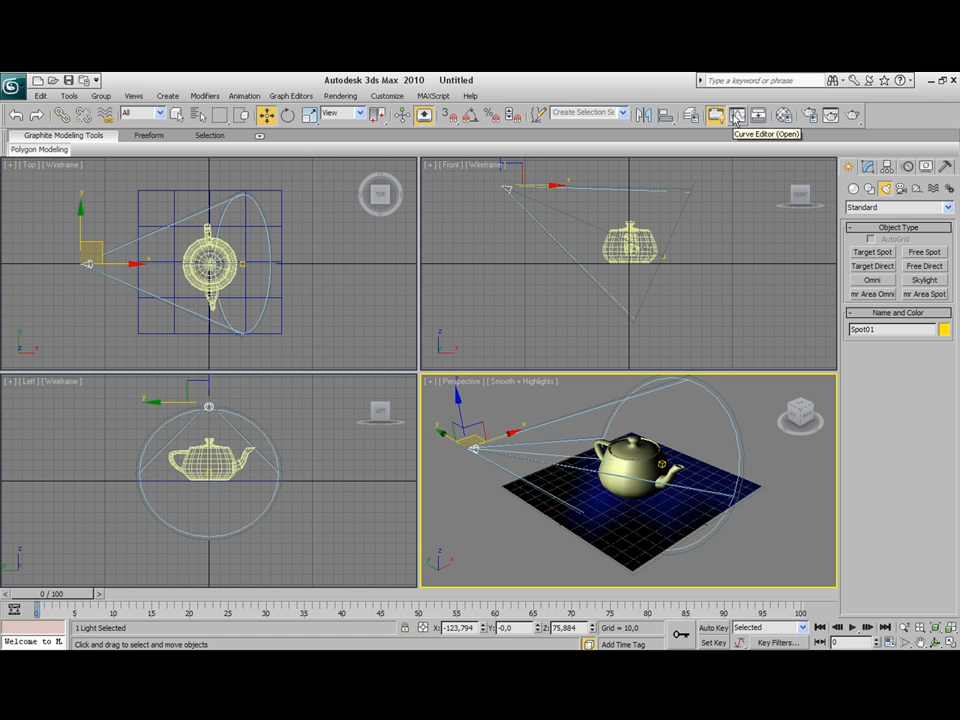 Autodesk 3ds Max 2010 Untitled
Type a keyword or phrase
Edit Tools Group Views Create Modifiers Animation Graph Editors Rendering Customize MAXScript Help
All View Create Selection Se
Curve Editor (Open)
Graphite Modeling Tools Freeform Selection
Polygon Modeling
[ + ] [ Top ] [ Wireframe ]
TOP
[ + ] [ Front ] [ Wireframe ]
FRONT
Standard
Object Type
AutoGrid
Target Spot Free Spot
Target Direct Free Direct
Omni Skylight
mr Area Omni mr Area Spot
Name and Color
Spot01
[ + ] [ Left ] [ Wireframe ]
LEFT
[ + ] [ Perspective ] [ Smooth + Highlights ]
0 / 100
0 5 10 15 20 25 30 35 40 45 50 55 60 65 70 75 80 85 90 95 100
1 Light Selected X: -123,794 Y: -0,0 Z: 75,884 Grid = 10,0 Auto Key Selected
Welcome to M. Click and drag to select and move objects Add Time Tag Set Key Key Filters... 0